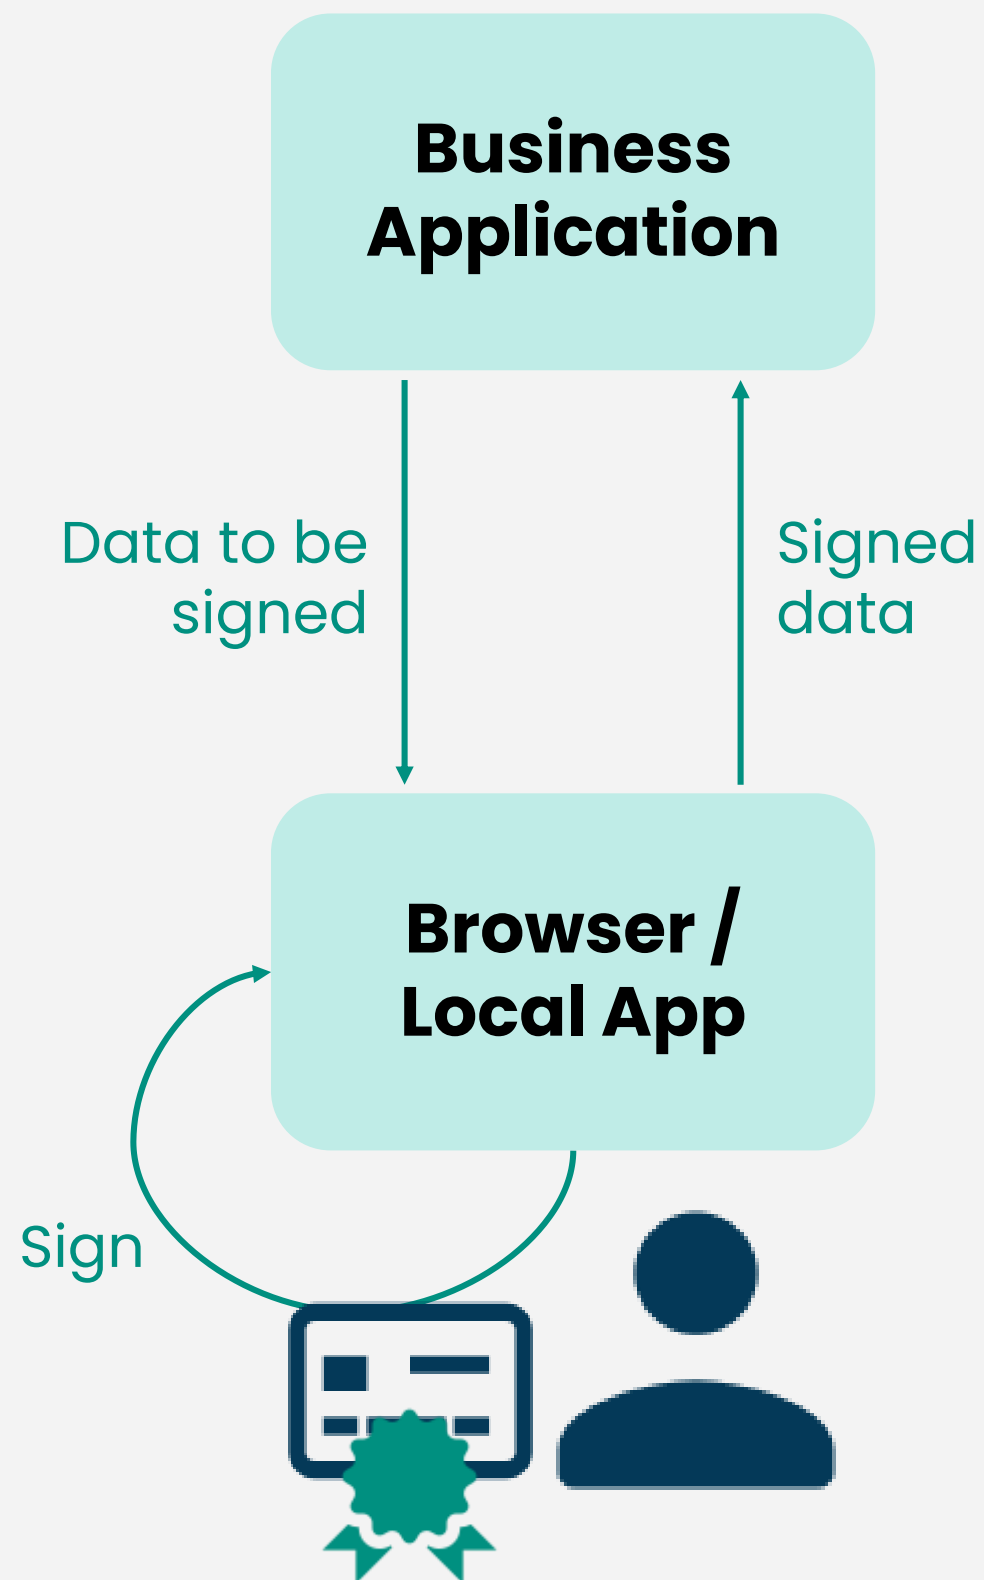 Business
Application
Data to be
signed
Signed
data
Browser /
Local App
Sign